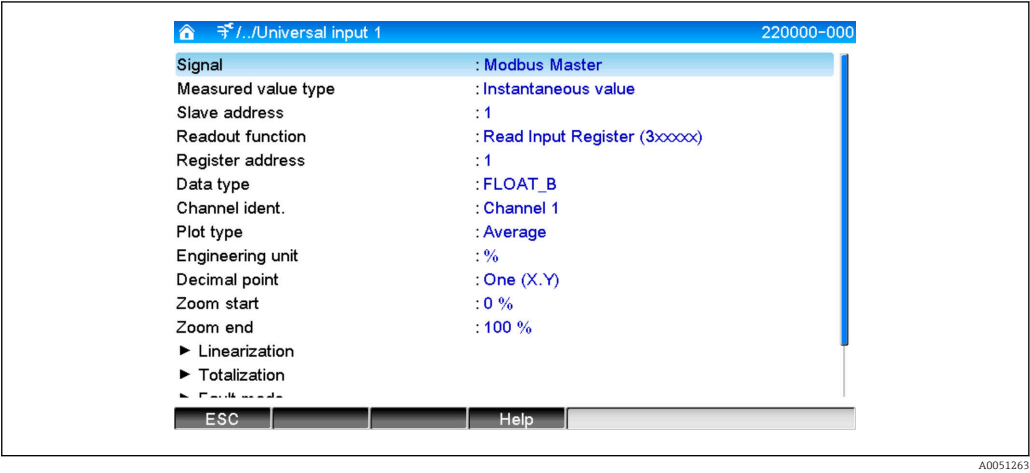 /../Universal input 1 220000-000
Signal : Modbus Master
Measured value type : Instantaneous value
Slave address : 1
Readout function : Read Input Register (3xxxxx)
Register address : 1
Data type : FLOAT_B
Channel ident. : Channel 1
Plot type : Average
Engineering unit : %
Decimal point : One (X.Y)
Zoom start : 0 %
Zoom end : 100 %
► Linearization
► Totalization
► Fault mode
ESC Help
A0051263